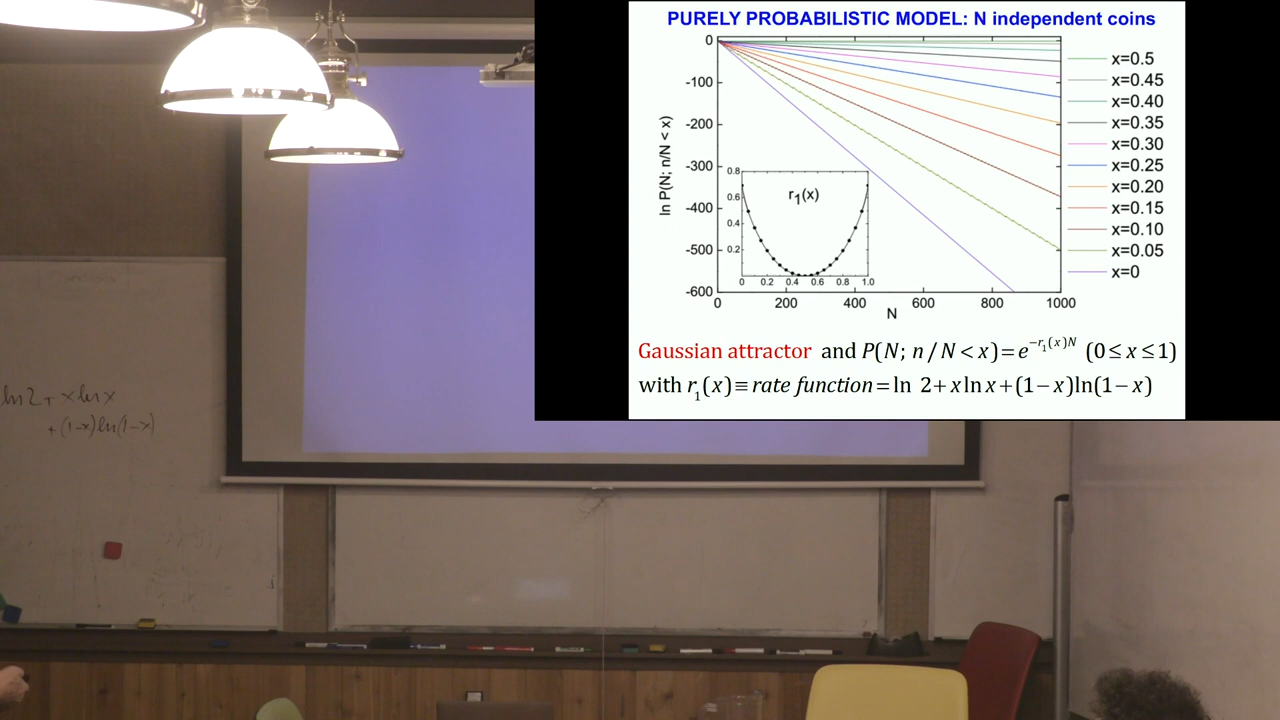 PURELY PROBABILISTIC MODEL: N independent coins
0
-100
-200
-300
-400
-500
-600
ln P(N; n/N < x)
0 200 400 600 800 1000
N
x=0.5
x=0.45
x=0.40
x=0.35
x=0.30
x=0.25
x=0.20
x=0.15
x=0.10
x=0.05
x=0
r₁(x)
0.8
0.6
0.4
0.2
0 0.2 0.4 0.6 0.8 1.0
Gaussian attractor and P(N; n/N<x)=e^{-r₁(x)N} (0≤x≤1)
with r₁(x)≡rate function=ln 2+xlnx+(1−x)ln(1−x)
ln2+xlnx
+(1-x)ln(1-x)